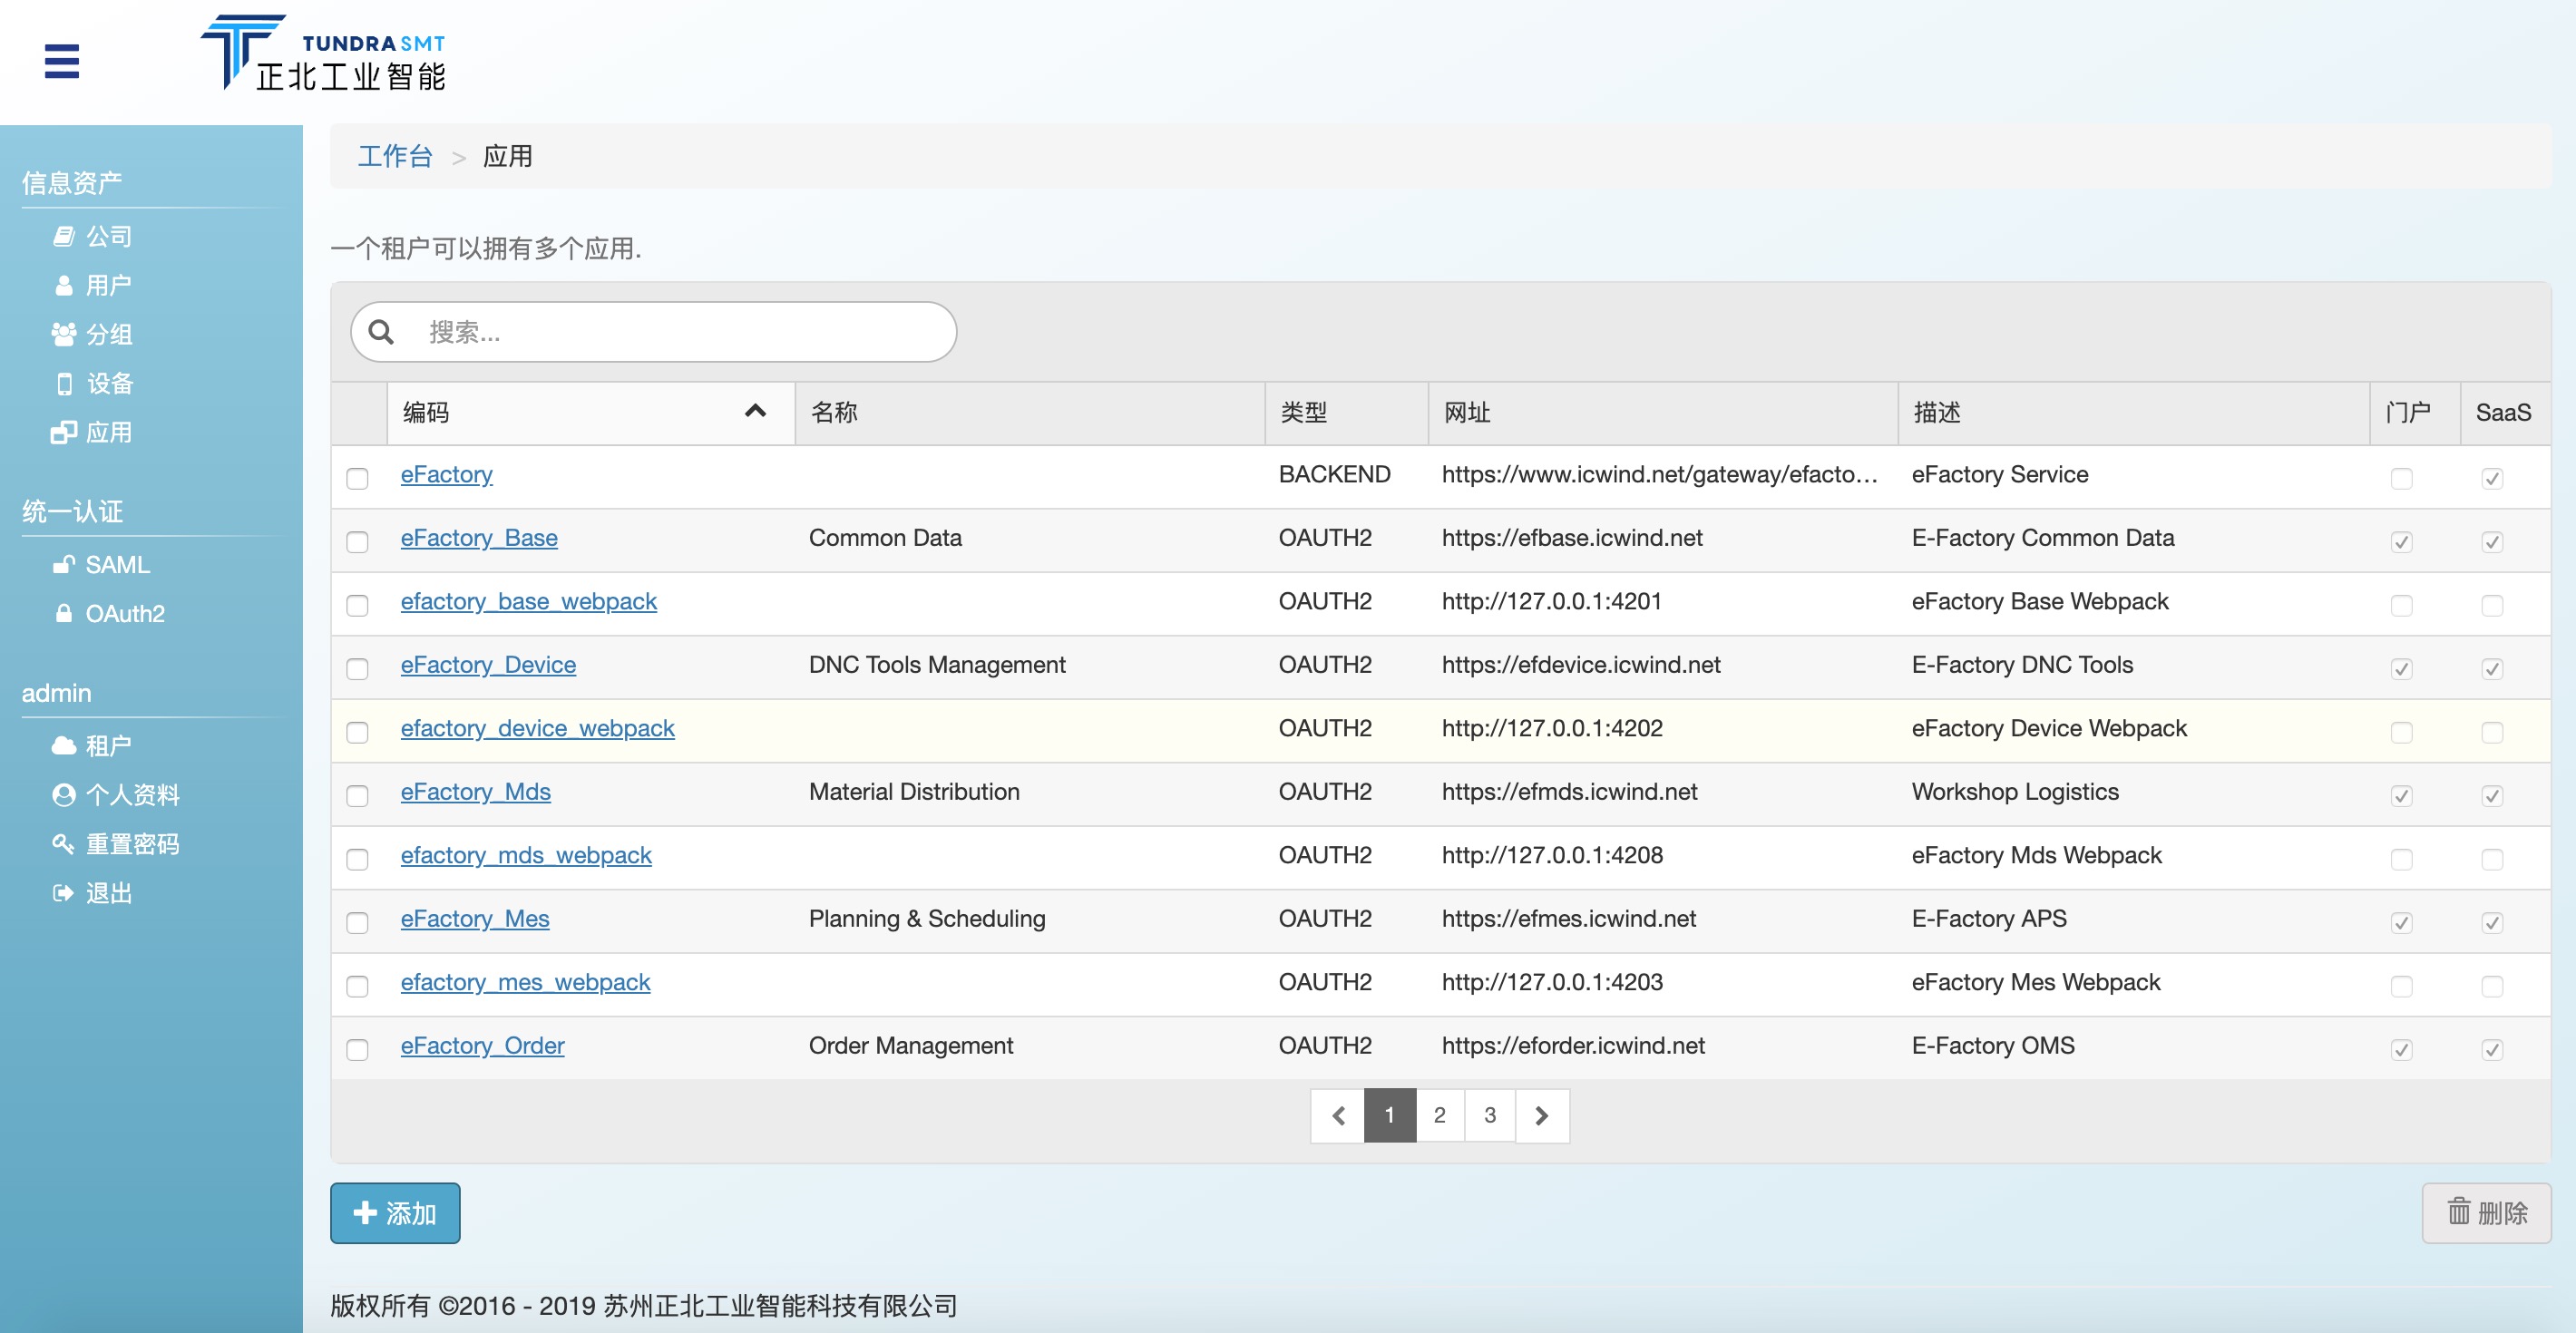 TUNDRA SMT
正北工业智能
信息资产
公司
用户
分组
设备
应用
统一认证
SAML
OAuth2
admin
租户
个人资料
重置密码
退出
工作台 > 应用
一个租户可以拥有多个应用.
搜索...
编码 名称 类型 网址 描述 门户 SaaS
eFactory BACKEND https://www.icwind.net/gateway/efacto... eFactory Service
eFactory_Base Common Data OAUTH2 https://efbase.icwind.net E-Factory Common Data
efactory_base_webpack OAUTH2 http://127.0.0.1:4201 eFactory Base Webpack
eFactory_Device DNC Tools Management OAUTH2 https://efdevice.icwind.net E-Factory DNC Tools
efactory_device_webpack OAUTH2 http://127.0.0.1:4202 eFactory Device Webpack
eFactory_Mds Material Distribution OAUTH2 https://efmds.icwind.net Workshop Logistics
efactory_mds_webpack OAUTH2 http://127.0.0.1:4208 eFactory Mds Webpack
eFactory_Mes Planning & Scheduling OAUTH2 https://efmes.icwind.net E-Factory APS
efactory_mes_webpack OAUTH2 http://127.0.0.1:4203 eFactory Mes Webpack
eFactory_Order Order Management OAUTH2 https://eforder.icwind.net E-Factory OMS
1 2 3
添加
删除
版权所有 ©2016 - 2019 苏州正北工业智能科技有限公司